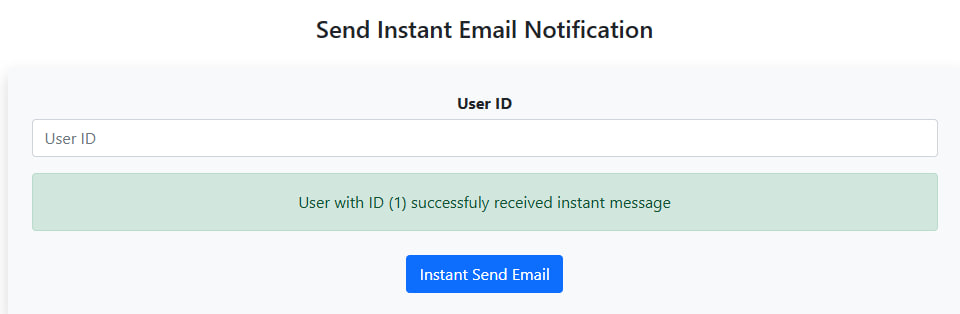 Send Instant Email Notification
User ID
User ID
User with ID (1) successfuly received instant message
Instant Send Email